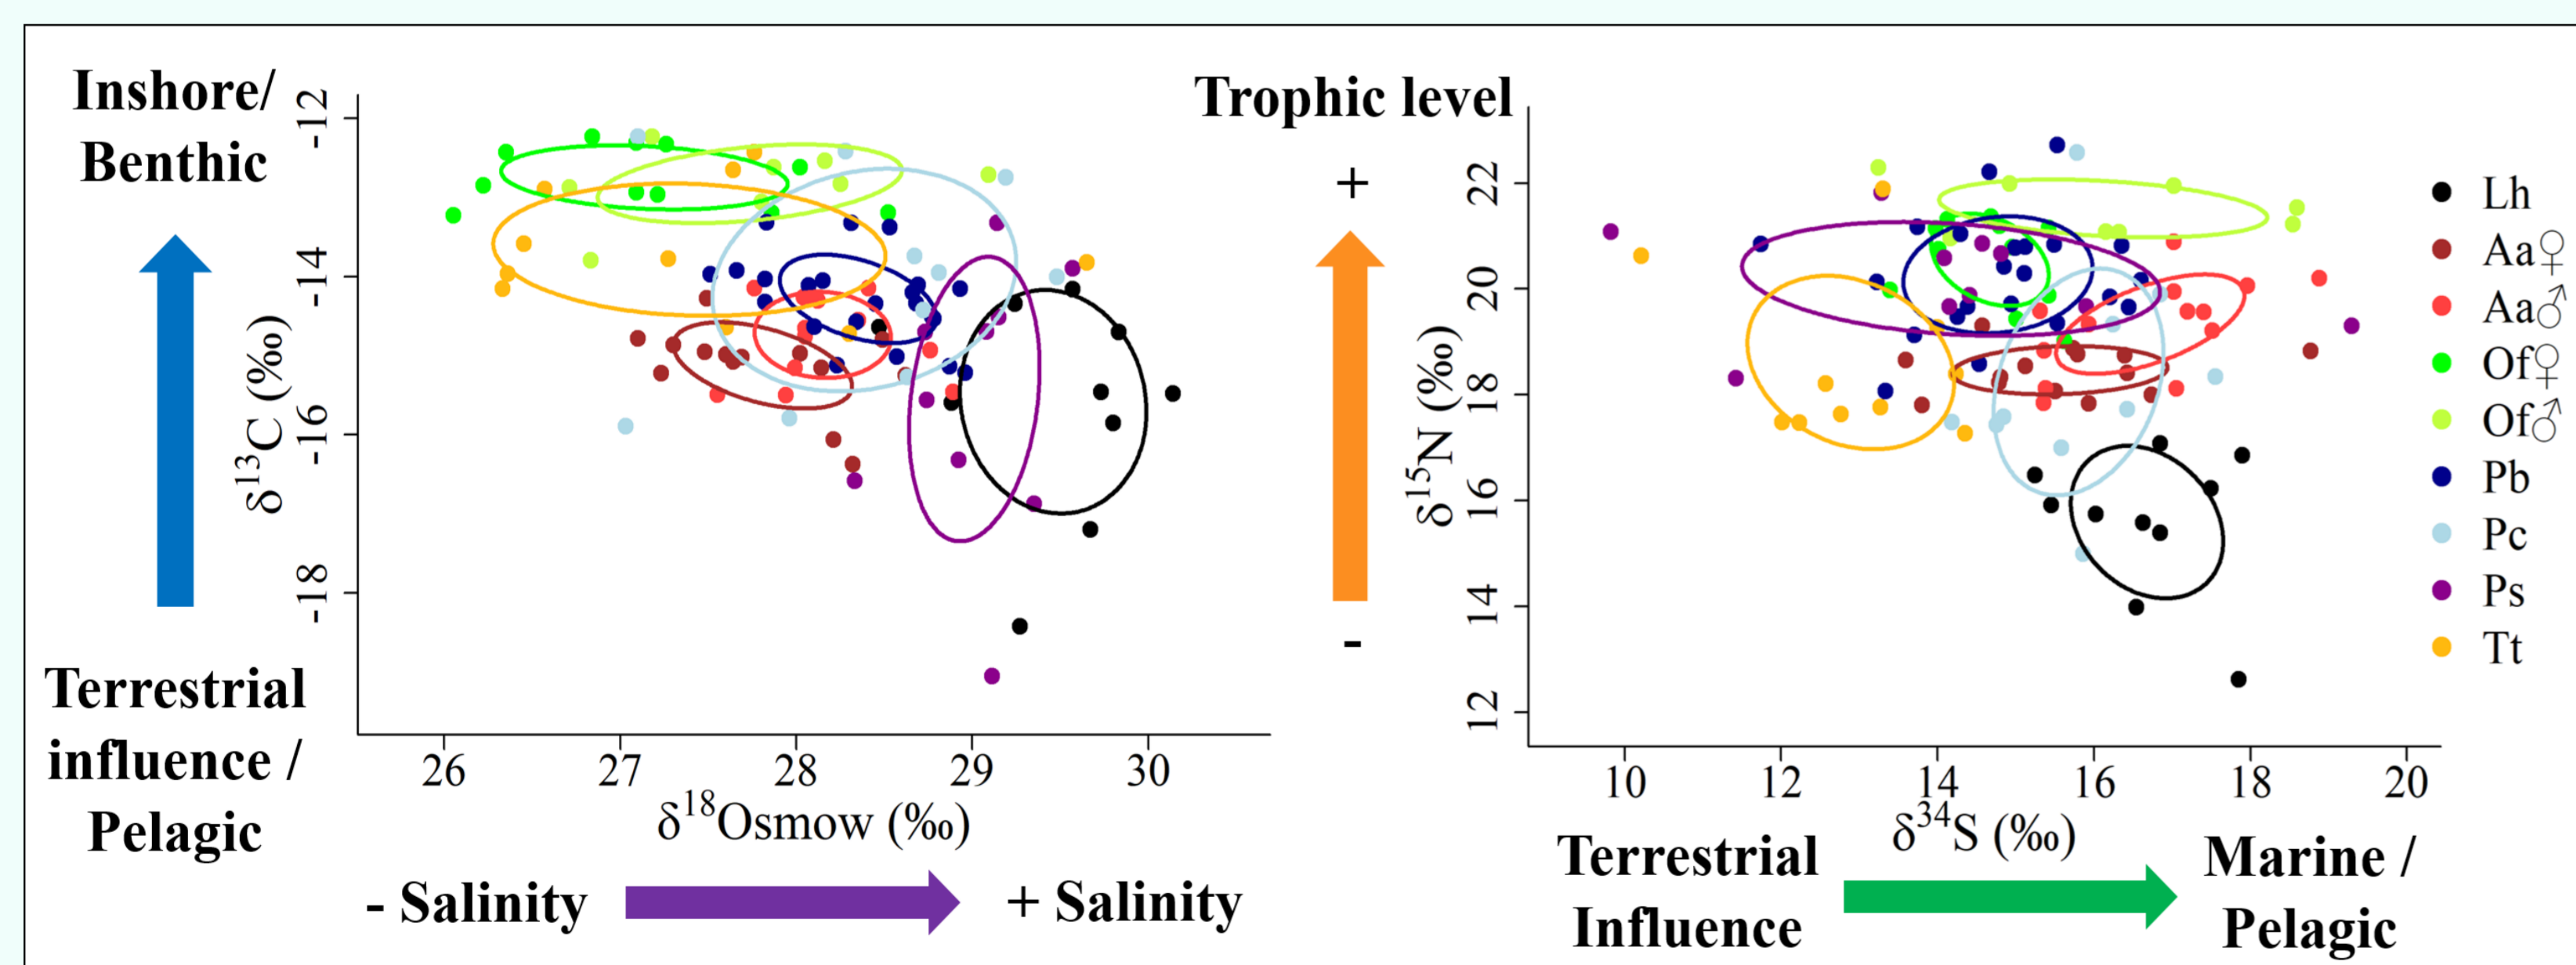 Inshore/
Benthic
Terrestrial
influence /
Pelagic
-12
-14
-16
-18
δ¹³C (‰)
26 27 28 29 30
δ¹⁸Osmow (‰)
- Salinity
+ Salinity
Trophic level
+
-
22
20
18
16
14
12
δ¹⁵N (‰)
10 12 14 16 18 20
δ³⁴S (‰)
Terrestrial
Influence
Marine /
Pelagic
Lh
Aa♀
Aa♂
Of♀
Of♂
Pb
Pc
Ps
Tt